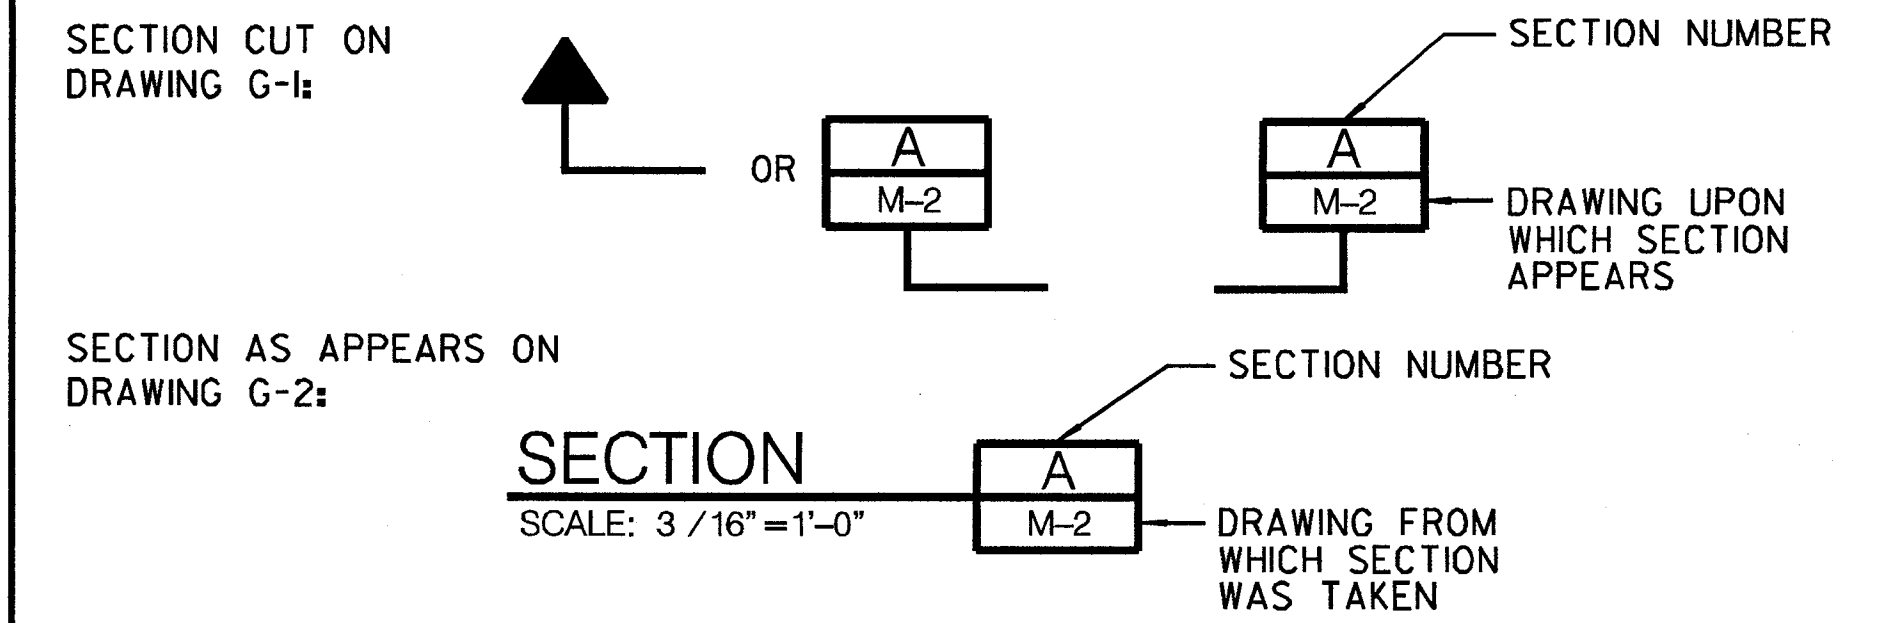 SECTION CUT ON
DRAWING G-1:
OR
A
M-2
A
M-2
SECTION NUMBER
DRAWING UPON
WHICH SECTION
APPEARS
SECTION AS APPEARS ON
DRAWING G-2:
SECTION
SCALE: 3 /16"=1'-0"
A
M-2
SECTION NUMBER
DRAWING FROM
WHICH SECTION
WAS TAKEN